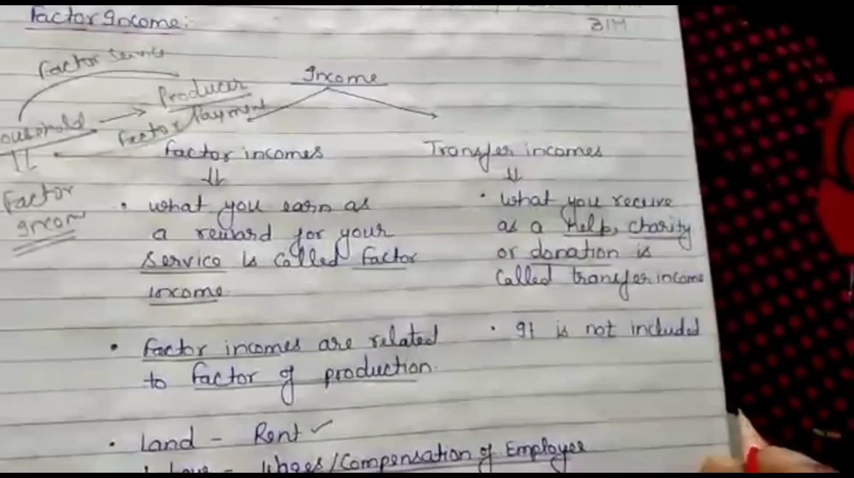 Factor Income:
BIM
Factor Service
Income
Producer
Household
Factor Payment
Factor incomes
Transfer incomes
Factor
Income
• what you earn as
a reward for your
Service is called Factor
income
• what you receive
as a Help, charity
or donation is
called transfer income
• Factor incomes are related
to Factor of production.
• It is not included
• Land - Rent ✓
- Wages/Compensation of Employee